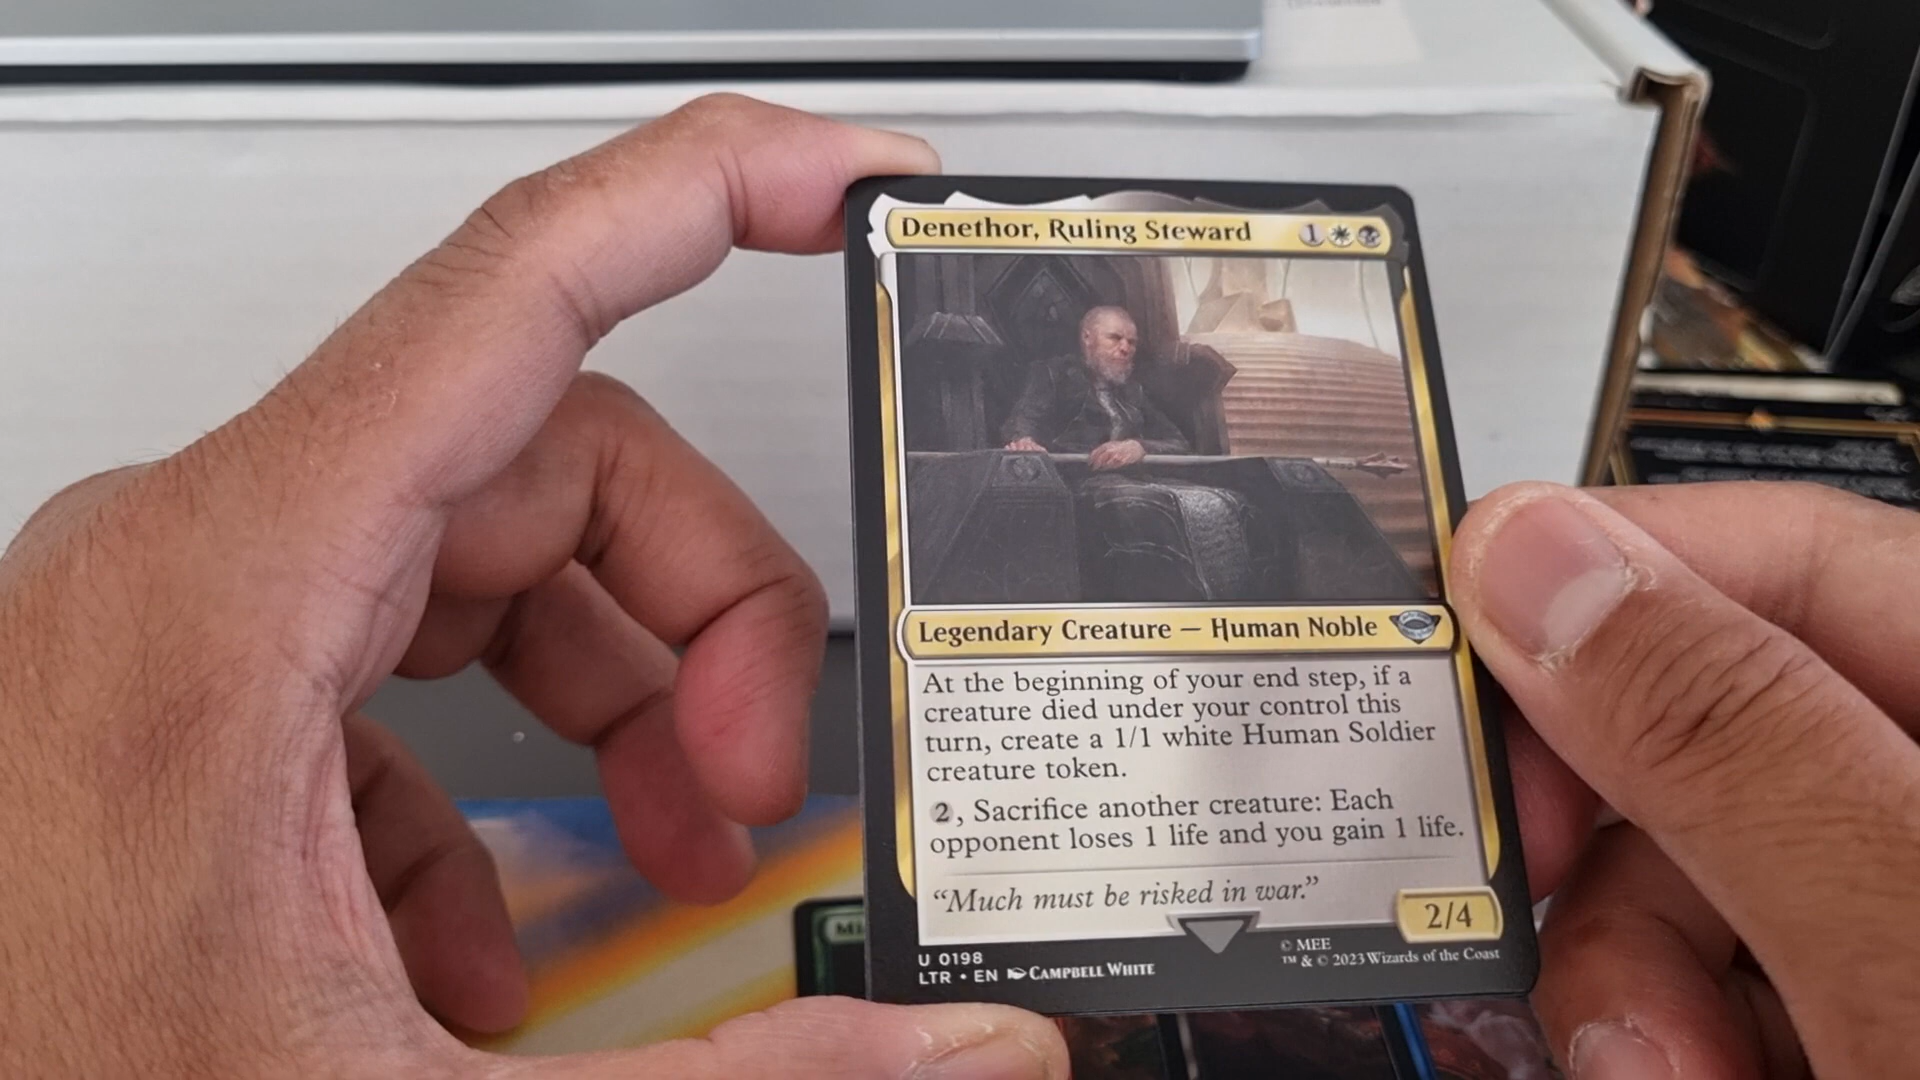 Denethor, Ruling Steward 1
Legendary Creature — Human Noble
At the beginning of your end step, if a
creature died under your control this
turn, create a 1/1 white Human Soldier
creature token.
2, Sacrifice another creature: Each
opponent loses 1 life and you gain 1 life.
“Much must be risked in war.”
2/4
U 0198
LTR • EN CAMPBELL WHITE
© MEE
™ & © 2023 Wizards of the Coast